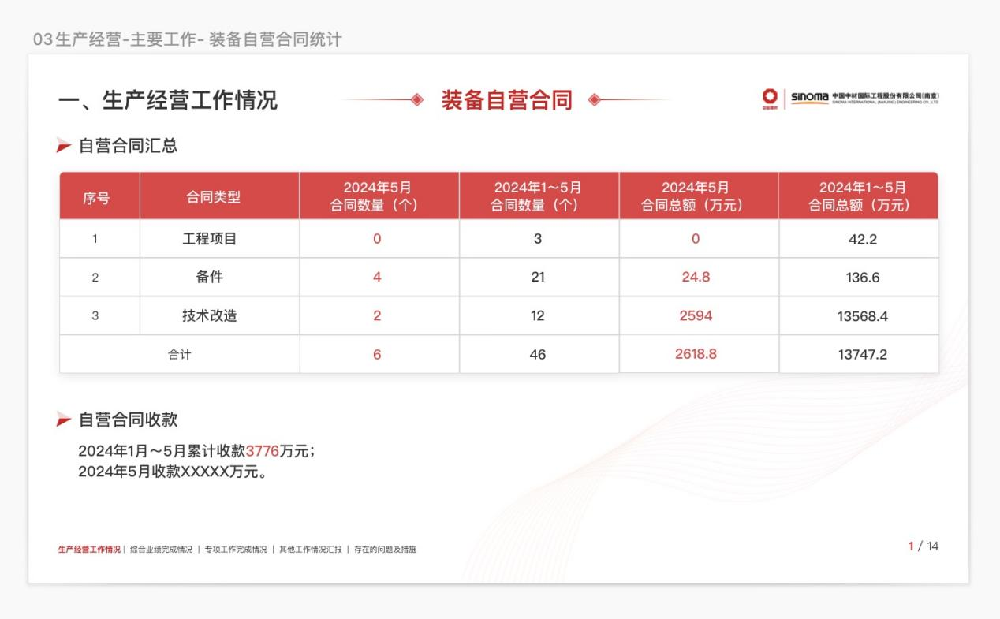 03生产经营-主要工作- 装备自营合同统计
一、生产经营工作情况
装备自营合同
sinoma
中国中材国际工程股份有限公司(南京)
SINOMA INTERNATIONAL (NANJING) ENGINEERING CO., LTD.
自营合同汇总
序号 合同类型 2024年5月 合同数量（个） 2024年1～5月 合同数量（个） 2024年5月 合同总额（万元） 2024年1～5月 合同总额（万元）
1 工程项目 0 3 0 42.2
2 备件 4 21 24.8 136.6
3 技术改造 2 12 2594 13568.4
合计 6 46 2618.8 13747.2
自营合同收款
2024年1月～5月累计收款3776万元；
2024年5月收款XXXXX万元。
生产经营工作情况 | 综合业绩完成情况 | 专项工作完成情况 | 其他工作情况汇报 | 存在的问题及措施
1 / 14